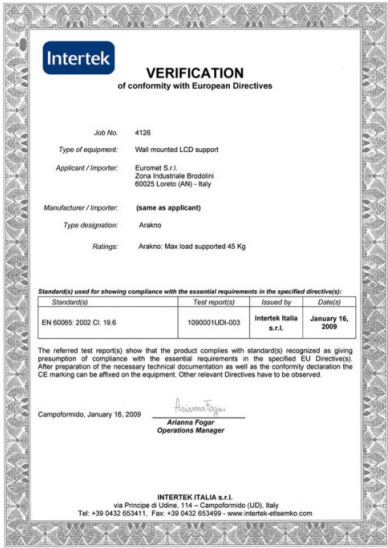 Intertek
VERIFICATION
of conformity with European Directives
Job No. 4126
Type of equipment: Wall mounted LCD support
Applicant / Importer: Euromet S.r.l.
Zona Industriale Brodolini
60025 Loreto (AN) - Italy
Manufacturer / Importer: (same as applicant)
Type designation: Arakno
Ratings: Arakno: Max load supported 45 Kg
Standard(s) used for showing compliance with the essential requirements in the specified directive(s):
Standard(s) Test report(s) Issued by Date(s)
EN 60065: 2002 Cl. 19.6 1090001UDI-003 Intertek Italia s.r.l. January 16, 2009
The referred test report(s) show that the product complies with standard(s) recognized as giving
presumption of compliance with the essential requirements in the specified EU Directive(s).
After preparation of the necessary technical documentation as well as the conformity declaration the
CE marking can be affixed on the equipment. Other relevant Directives have to be observed.
Campoformido, January 16, 2009
Arianna Fogar
Arianna Fogar
Operations Manager
INTERTEK ITALIA s.r.l.
via Principe di Udine, 114 – Campoformido (UD), Italy
Tel: +39 0432 653411, Fax: +39 0432 653499 - www.intertek-etlsemko.com